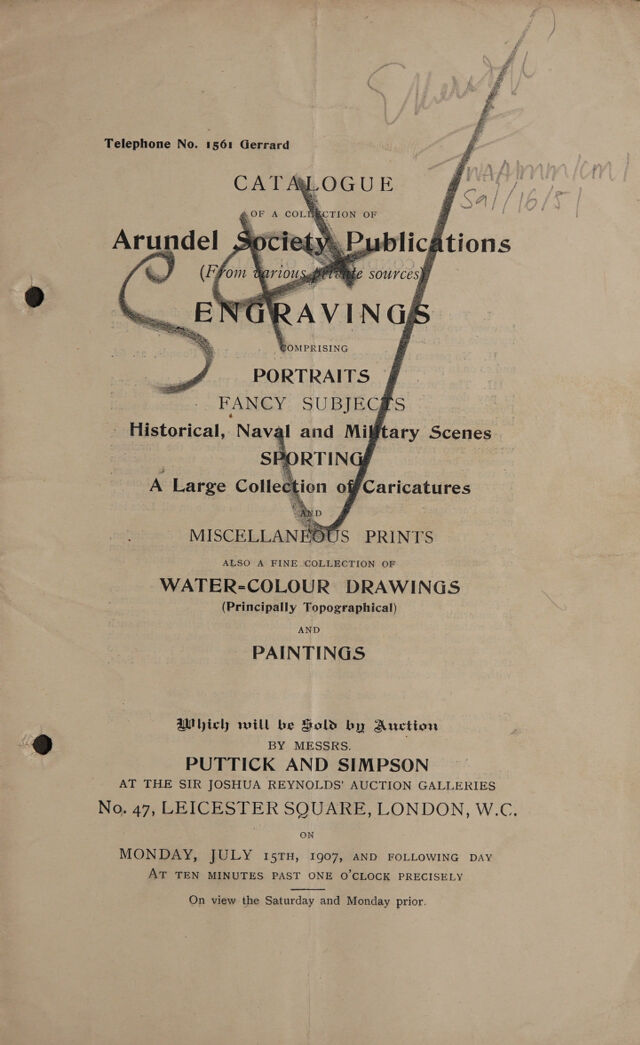 Telephone No. 1561 Gerrard
CATALOGUE
OF A COLLECTION OF
Arundel Society Publications
(From various private sources)
ENGRAVINGS
COMPRISING
PORTRAITS
FANCY SUBJECTS
Historical, Naval and Military Scenes
SPORTING
A Large Collection of Caricatures
AND
MISCELLANEOUS PRINTS
ALSO A FINE COLLECTION OF
WATER=COLOUR DRAWINGS
(Principally Topographical)
AND
PAINTINGS
Which will be Sold by Auction
BY MESSRS.
PUTTICK AND SIMPSON
AT THE SIR JOSHUA REYNOLDS' AUCTION GALLERIES
No. 47, LEICESTER SQUARE, LONDON, W.C.
ON
MONDAY, JULY 15TH, 1907, AND FOLLOWING DAY
AT TEN MINUTES PAST ONE O'CLOCK PRECISELY
On view the Saturday and Monday prior.